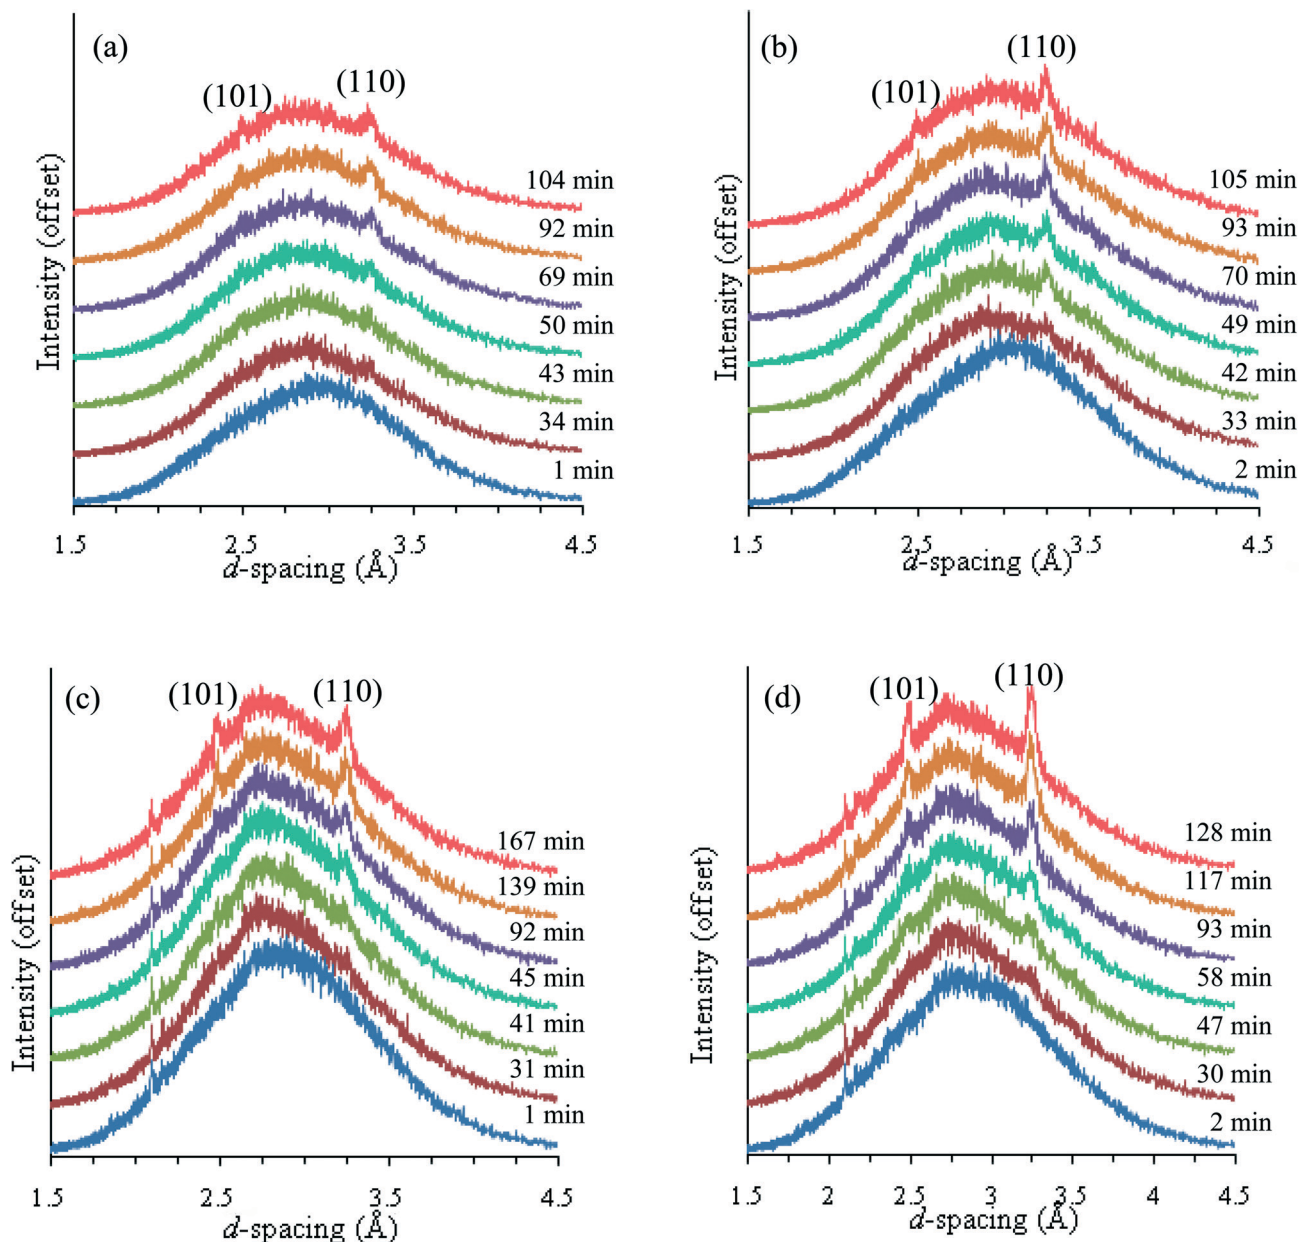 (a)
(101)
(110)
104 min
92 min
69 min
50 min
43 min
34 min
1 min
Intensity (offset)
1.5
2.5
3.5
4.5
d-spacing (Å)
(b)
(101)
(110)
105 min
93 min
70 min
49 min
42 min
33 min
2 min
Intensity (offset)
1.5
2.5
3.5
4.5
d-spacing (Å)
(c)
(101)
(110)
167 min
139 min
92 min
45 min
41 min
31 min
1 min
Intensity (offset)
1.5
2.5
3.5
4.5
d-spacing (Å)
(d)
(101)
(110)
128 min
117 min
93 min
58 min
47 min
30 min
2 min
Intensity (offset)
1.5
2
2.5
3
3.5
4
4.5
d-spacing (Å)